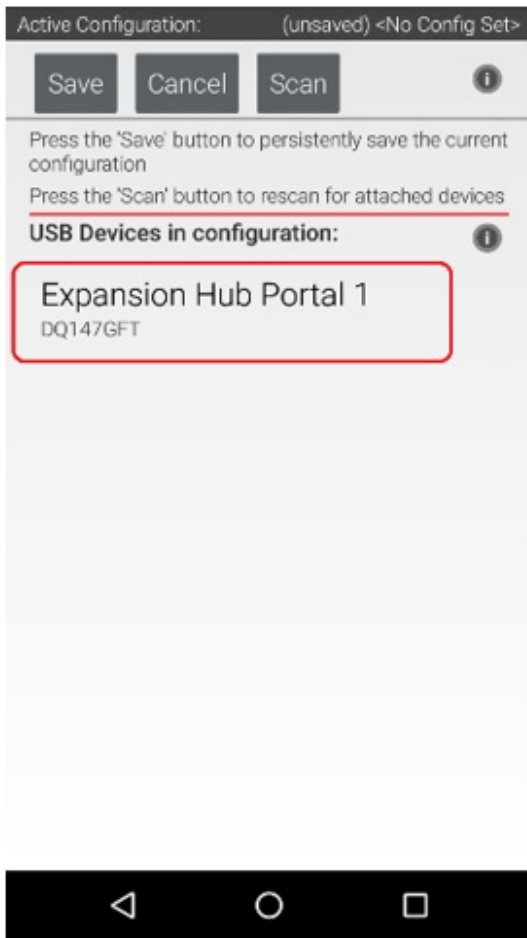 Active Configuration: (unsaved) <No Config Set>
Save Cancel Scan
Press the 'Save' button to persistently save the current
configuration
Press the 'Scan' button to rescan for attached devices
USB Devices in configuration:
Expansion Hub Portal 1
DQ147GFT